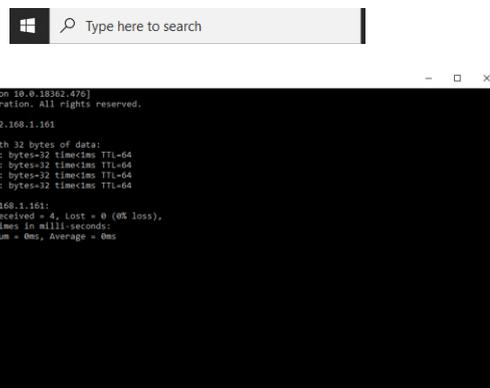 Type here to search
on 10.0.18362.476]
ration. All rights reserved.
2.168.1.161
th 32 bytes of data:
: bytes=32 time<1ms TTL=64
: bytes=32 time<1ms TTL=64
: bytes=32 time<1ms TTL=64
: bytes=32 time<1ms TTL=64
168.1.161:
eceived = 4, Lost = 0 (0% loss),
imes in milli-seconds:
um = 0ms, Average = 0ms